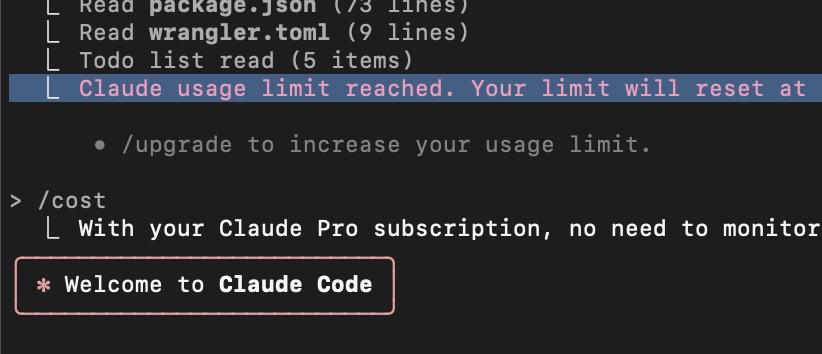 ⎿ Read package.json (73 lines)
⎿ Read wrangler.toml (9 lines)
⎿ Todo list read (5 items)
⎿ Claude usage limit reached. Your limit will reset at
● /upgrade to increase your usage limit.
> /cost
⎿ With your Claude Pro subscription, no need to monitor
✻ Welcome to Claude Code